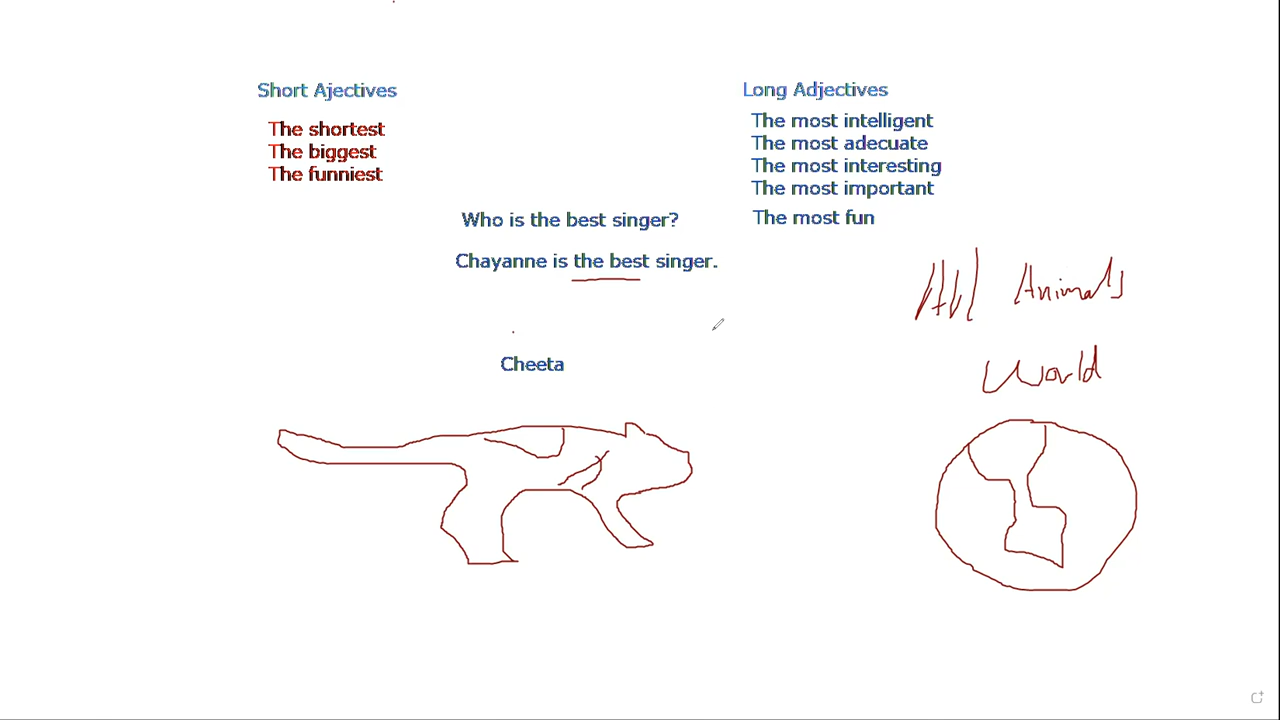 Short Ajectives
The shortest
The biggest
The funniest
Long Adjectives
The most intelligent
The most adecuate
The most interesting
The most important
The most fun
Who is the best singer?
Chayanne is the best singer.
All Animals
World
Cheeta